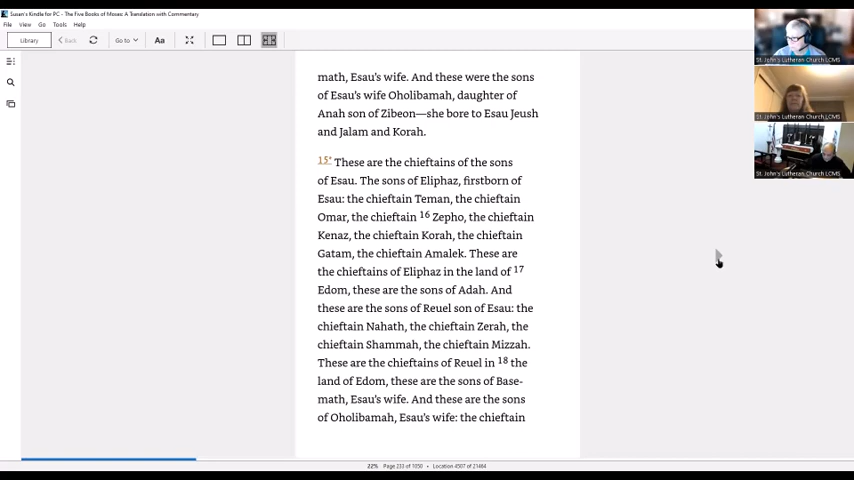 Susan's Kindle for PC - The Five Books of Moses: A Translation with Commentary
File View Go Tools Help
Library < Back Go to Aa
math, Esau's wife. And these were the sons
of Esau's wife Oholibamah, daughter of
Anah son of Zibeon—she bore to Esau Jeush
and Jalam and Korah.
15* These are the chieftains of the sons
of Esau. The sons of Eliphaz, firstborn of
Esau: the chieftain Teman, the chieftain
Omar, the chieftain 16 Zepho, the chieftain
Kenaz, the chieftain Korah, the chieftain
Gatam, the chieftain Amalek. These are
the chieftains of Eliphaz in the land of 17
Edom, these are the sons of Adah. And
these are the sons of Reuel son of Esau: the
chieftain Nahath, the chieftain Zerah, the
chieftain Shammah, the chieftain Mizzah.
These are the chieftains of Reuel in 18 the
land of Edom, these are the sons of Base-
math, Esau's wife. And these are the sons
of Oholibamah, Esau's wife: the chieftain
22% Page 233 of 1050 • Location 4507 of 21484
St. John's Lutheran Church LCMS
St. John's Lutheran Church LCMS
St. John's Lutheran Church LCMS